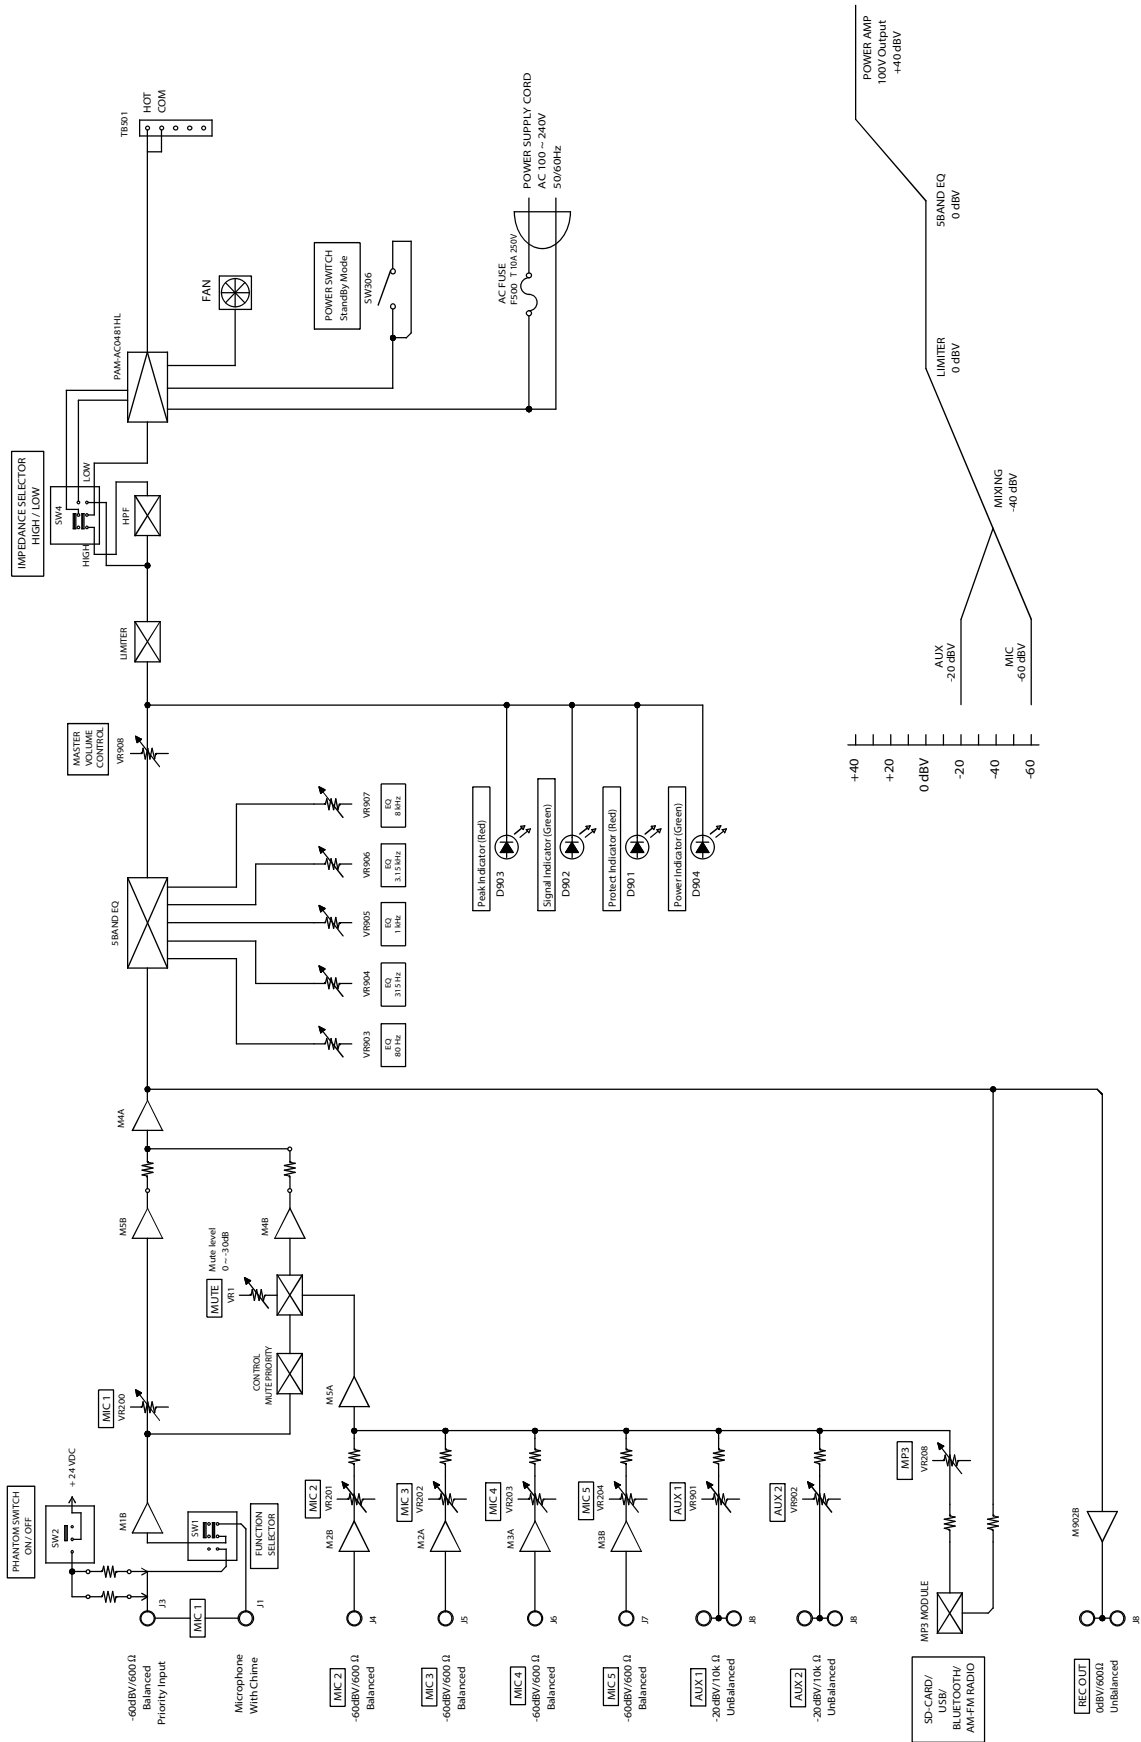 PHANTOM SWITCH
ON / OFF
SW2
+ 24 VDC
-60dBV/600 Ω
Balanced
Priority Input
J3
MIC 1
Microphone
With Chime
J1
M1B
SW1
FUNCTION
SELECTOR
MIC 1
VR200
CONTROL
MUTE PRIORITY
MUTE
VR1
Mute level
0 ~ -30dB
M5B
M4B
M4A
M5A
MIC 2
-60dBV/600 Ω
Balanced
J4
M2B
MIC 2
VR201
MIC 3
-60dBV/600 Ω
Balanced
J5
M2A
MIC 3
VR202
MIC 4
-60dBV/600 Ω
Balanced
J6
M3A
MIC 4
VR203
MIC 5
-60dBV/600 Ω
Balanced
J7
M3B
MIC 5
VR204
AUX 1
-20dBV/10k Ω
UnBalanced
J8
AUX 1
VR901
AUX 2
-20dBV/10k Ω
UnBalanced
J8
AUX 2
VR902
SD-CARD/
USB/
BLUETOOTH/
AM-FM RADIO
MP3 MODULE
MP3
VR208
REC OUT
0dBV/600Ω
UnBalanced
J8
M902B
5 BAND EQ
VR903
EQ
80 Hz
VR904
EQ
315 Hz
VR905
EQ
1 kHz
VR906
EQ
3.15 kHz
VR907
EQ
8 kHz
MASTER
VOLUME
CONTROL
VR908
Peak Indicator (Red)
D903
Signal Indicator (Green)
D902
Protect Indicator (Red)
D901
Power Indicator (Green)
D904
LIMITER
IMPEDANCE SELECTOR
HIGH / LOW
SW4
HIGH
LOW
HPF
PAM-AC0481HL
FAN
POWER SWITCH
StandBy Mode
SW306
AC FUSE
F500 T 10A 250V
POWER SUPPLY CORD
AC 100 ~ 240V
50/60Hz
TB501
HOT
COM
+40
+20
0 dBV
-20
-40
-60
AUX
-20 dBV
MIC
-60 dBV
MIXING
-40 dBV
LIMITER
0 dBV
5BAND EQ
0 dBV
POWER AMP
100V Output
+40 dBV